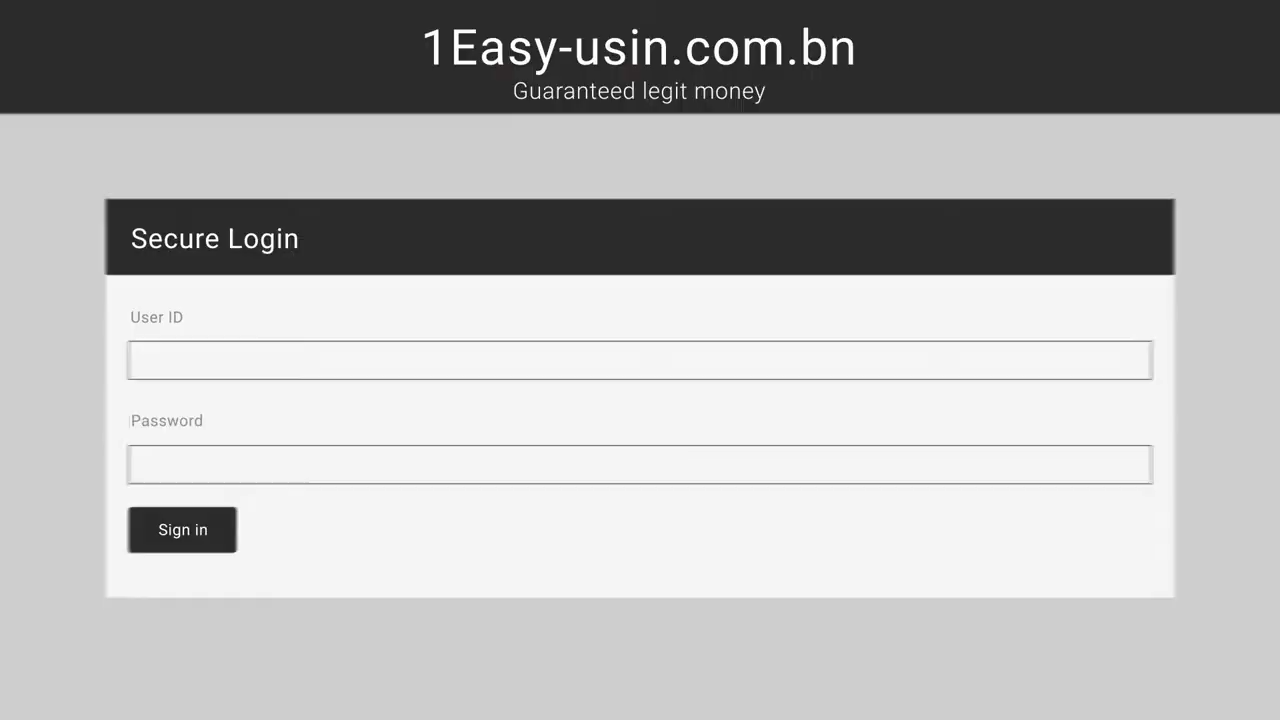 1Easy-usin.com.bn
Guaranteed legit money
Secure Login
User ID
Password
Sign in